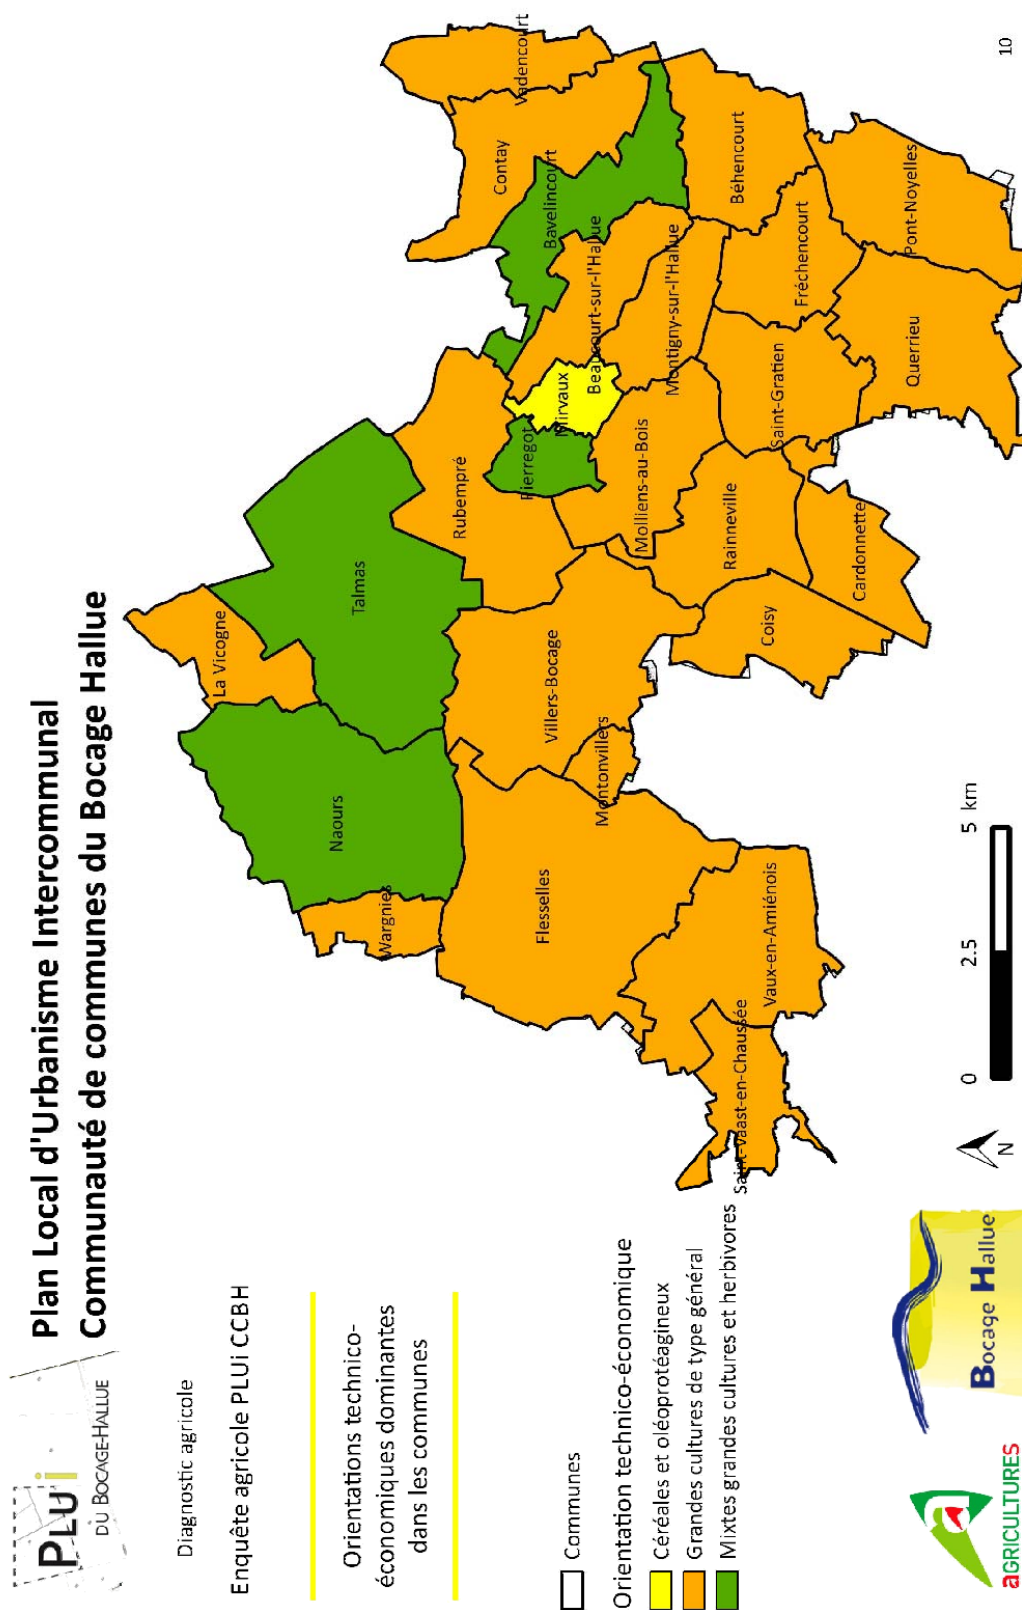 PLUi
DU BOCAGE-HALLUE
Plan Local d'Urbanisme Intercommunal
Communauté de communes du Bocage Hallue
Diagnostic agricole
Enquête agricole PLUi CCBH
Orientations technico-
économiques dominantes
dans les communes
Communes
Orientation technico-économique
Céréales et oléoprotéagineux
Grandes cultures de type général
Mixtes grandes cultures et herbivores
La Vicogne
Naours
Talmas
Wargnies
Rubempré
Contay
Vadencourt
Bavelincourt
Pierregot
Mirvaux
Beaucourt-sur-l'Hallue
Flesselles
Villers-Bocage
Montonvillers
Molliens-au-Bois
Montigny-sur-l'Hallue
Béhencourt
Rainneville
Saint-Gratien
Fréchencourt
Coisy
Vaux-en-Amiénois
Saint-Vaast-en-Chaussée
Cardonnette
Querrieu
Pont-Noyelles
N
0 2.5 5 km
Bocage Hallue
aGRICULTURES
10